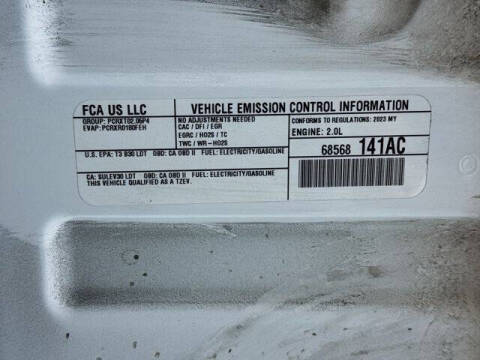 FCA US LLC
GROUP: PCRXT02.05P4
EVAP: PCRXR0180FEH
VEHICLE EMISSION CONTROL INFORMATION
NO ADJUSTMENTS NEEDED
CAC / DFI / EGR
EGRC / HO2S / TC
TWC / WR-HO2S
CONFORMS TO REGULATIONS: 2023 MY
ENGINE: 2.0L
68568 141AC
U.S. EPA: T3 B30 LDT OBD: CA OBD II FUEL: ELECTRICITY/GASOLINE
CA: SULEV30 LDT OBD: CA OBD II FUEL: ELECTRICITY/GASOLINE
THIS VEHICLE QUALIFIED AS A TZEV.